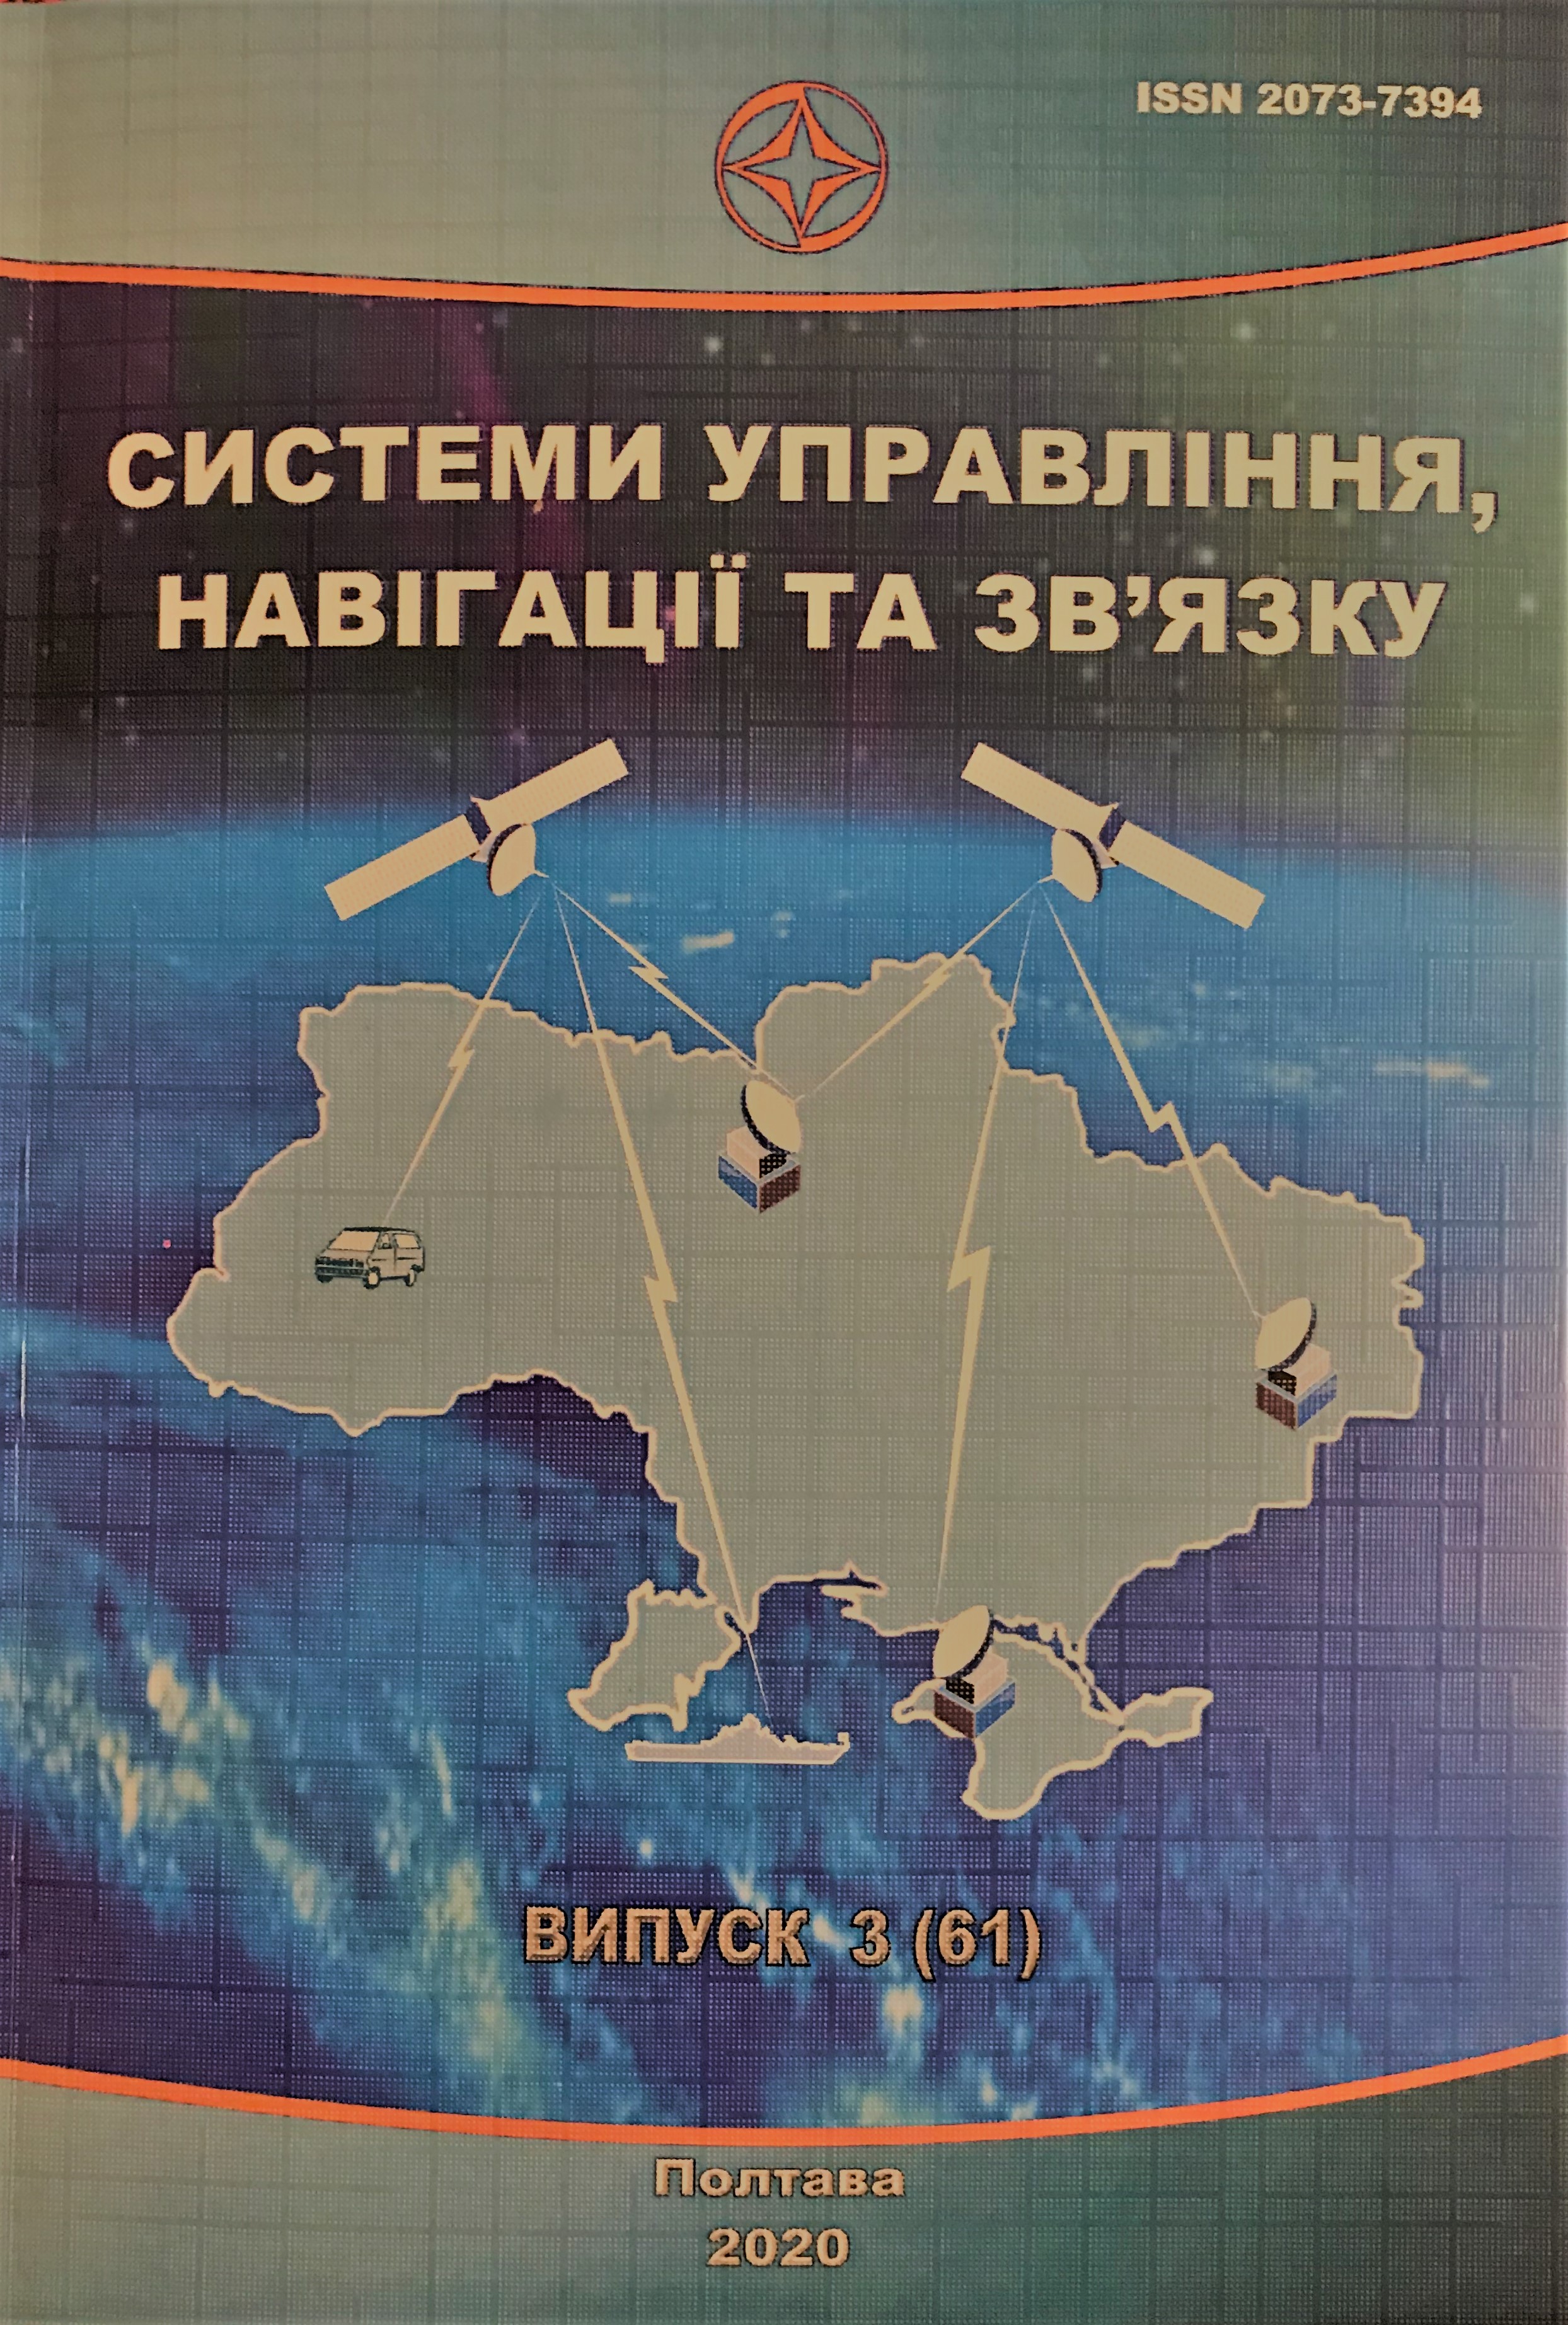 ISSN 2073-7394
СИСТЕМИ УПРАВЛІННЯ,
НАВІГАЦІЇ ТА ЗВ’ЯЗКУ
ВИПУСК 3 (61)
Полтава
2020